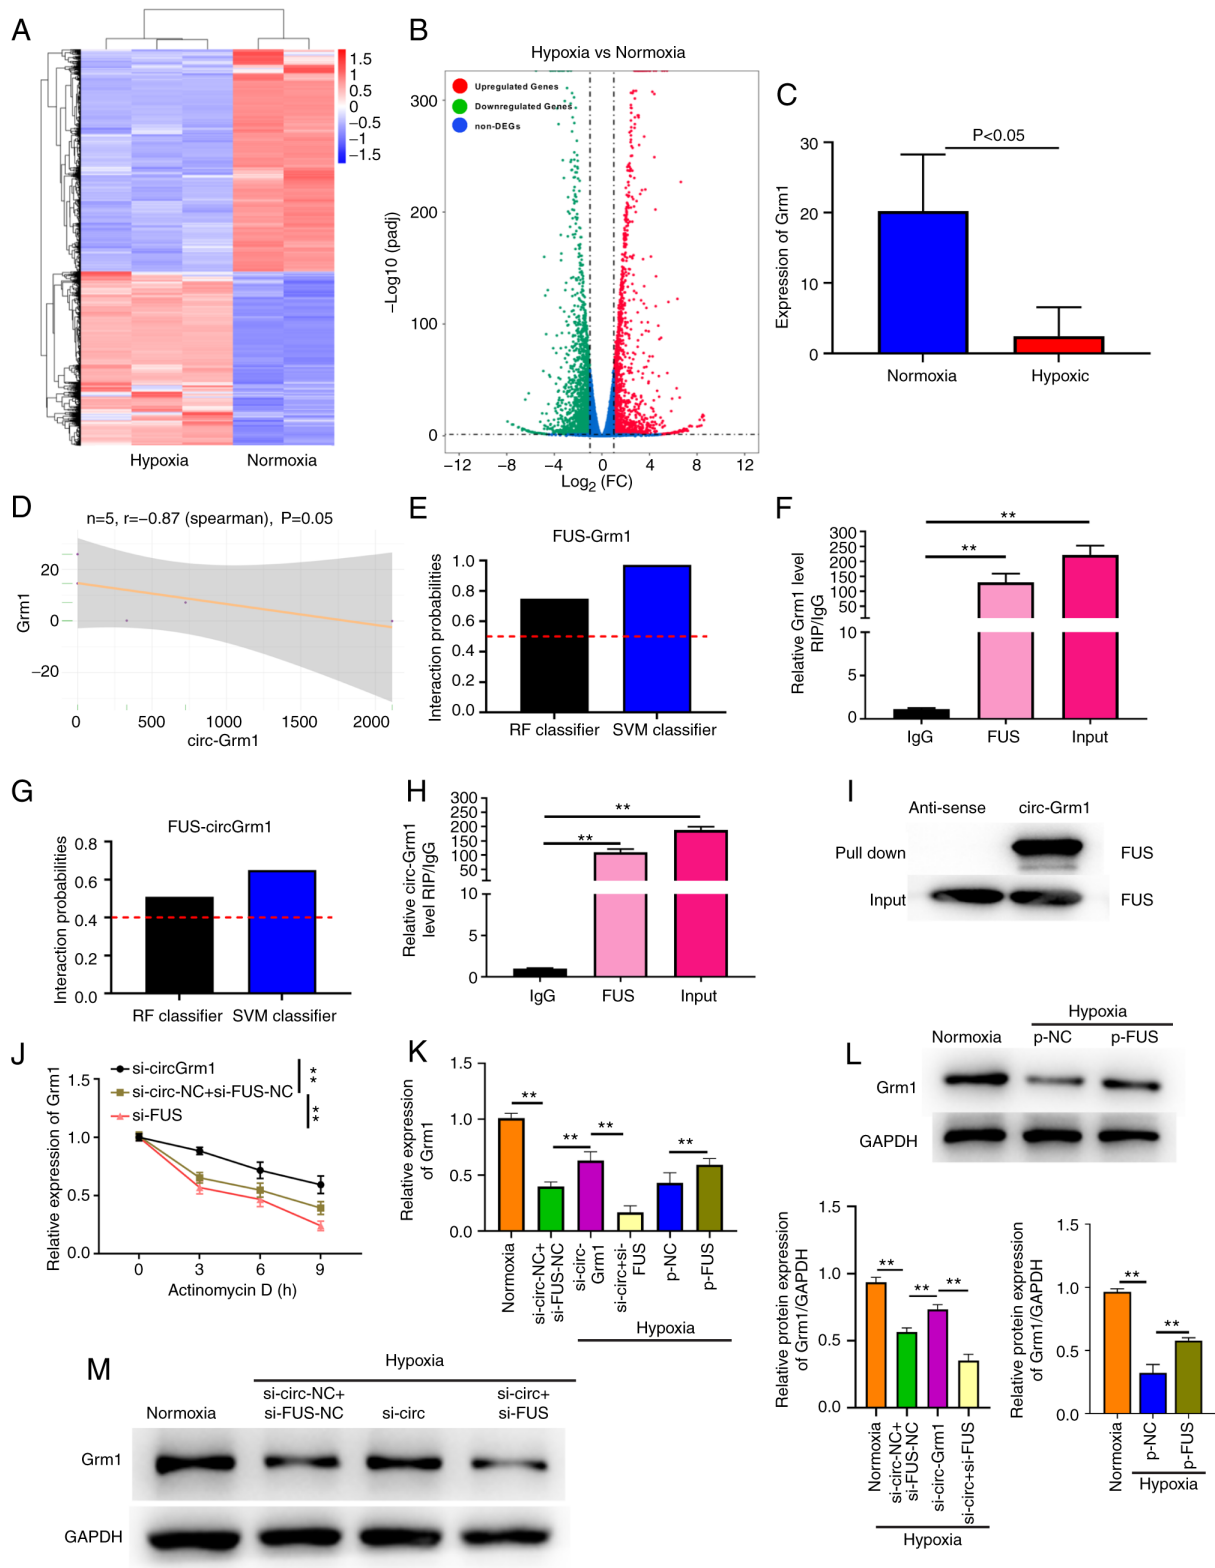 A
1.5
1
0.5
0
−0.5
−1
−1.5
Hypoxia
Normoxia
B
Hypoxia vs Normoxia
Upregulated Genes
Downregulated Genes
non-DEGs
−Log10 (padj)
300
200
100
0
−12
−8
−4
0
4
8
12
Log2 (FC)
C
P<0.05
Expression of Grm1
30
20
10
0
Normoxia
Hypoxic
D
n=5, r=−0.87 (spearman), P=0.05
Grm1
20
0
−20
0
500
1000
1500
2000
circ-Grm1
E
FUS-Grm1
Interaction probabilities
1.0
0.8
0.6
0.4
0.2
0.0
RF classifier
SVM classifier
F
Relative Grm1 level
RIP/IgG
300
250
200
150
100
50
10
5
0
**
**
IgG
FUS
Input
G
FUS-circGrm1
Interaction probabilities
0.8
0.6
0.4
0.2
0.0
RF classifier
SVM classifier
H
Relative circ-Grm1
level RIP/IgG
300
250
200
150
100
50
10
5
0
**
**
IgG
FUS
Input
I
Anti-sense
circ-Grm1
Pull down
FUS
Input
FUS
J
si-circGrm1
si-circ-NC+si-FUS-NC
si-FUS
**
**
Relative expression of Grm1
1.5
1.0
0.5
0.0
0
3
6
9
Actinomycin D (h)
K
Relative expression
of Grm1
1.5
1.0
0.5
0.0
**
**
**
**
Normoxia
si-circ-NC+
si-FUS-NC
si-circ-
Grm1
si-circ+si-
FUS
p-NC
p-FUS
Hypoxia
L
Hypoxia
Normoxia
p-NC
p-FUS
Grm1
GAPDH
Relative protein expression
of Grm1/GAPDH
1.5
1.0
0.5
0.0
**
**
**
Normoxia
si-circ-NC+
si-FUS-NC
si-circ-Grm1
si-circ+si-FUS
Hypoxia
Relative protein expression
of Grm1/GAPDH
1.5
1.0
0.5
0.0
**
**
Normoxia
p-NC
p-FUS
Hypoxia
M
Hypoxia
Normoxia
si-circ-NC+
si-FUS-NC
si-circ
si-circ+
si-FUS
Grm1
GAPDH